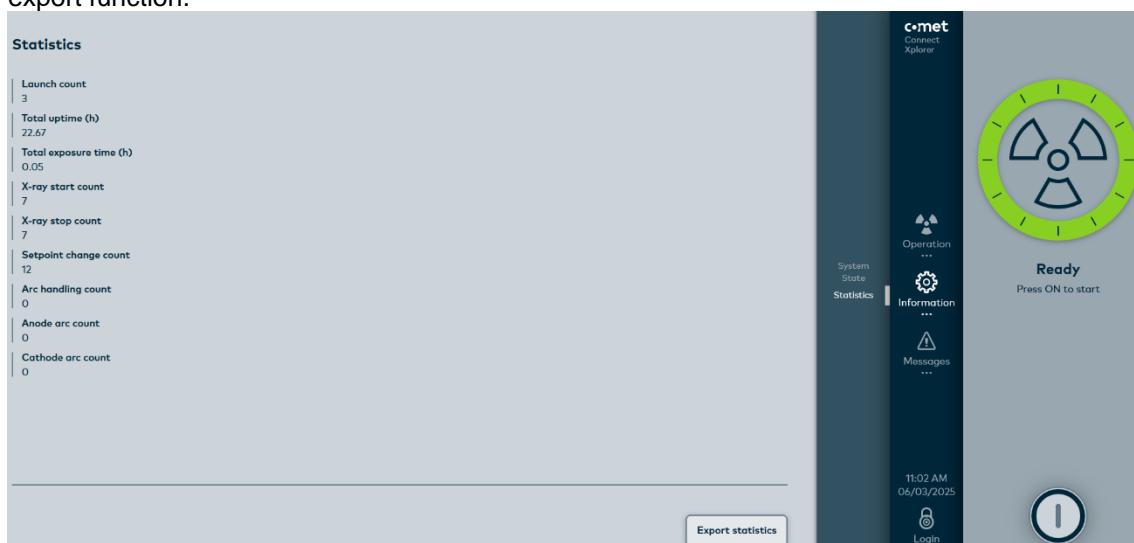 export function.
Statistics
Launch count
3
Total uptime (h)
22.67
Total exposure time (h)
0.05
X-ray start count
7
X-ray stop count
7
Setpoint change count
12
Arc handling count
0
Anode arc count
0
Cathode arc count
0
Export statistics
System
State
Statistics
comet
Connect
Xplorer
Operation
...
Information
...
Messages
...
11:02 AM
06/03/2025
Login
Ready
Press ON to start